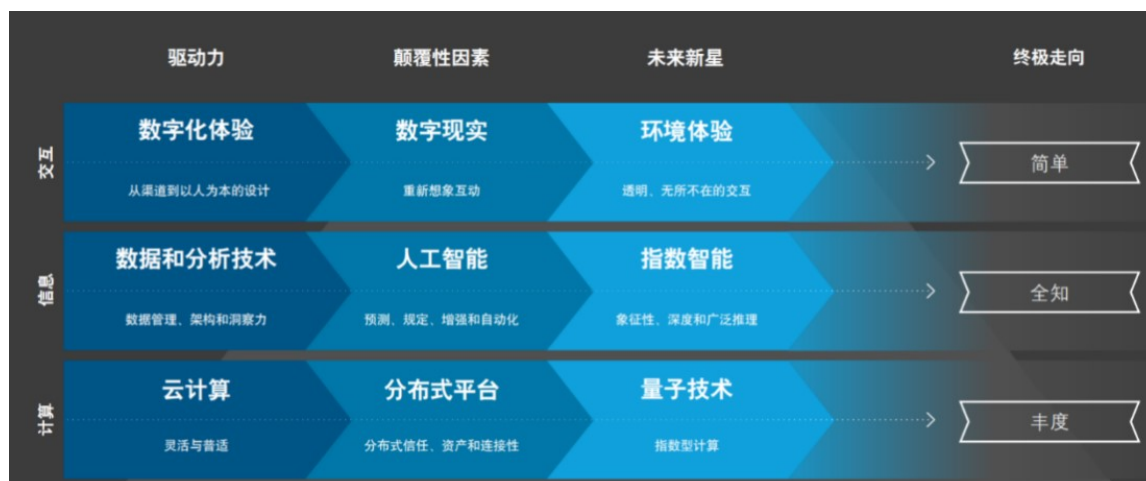 驱动力
颠覆性因素
未来新星
终极走向
交互
数字化体验
数字现实
环境体验
从渠道到以人为本的设计
重新想象互动
透明、无所不在的交互
简单
信息
数据和分析技术
人工智能
指数智能
数据管理、架构和洞察力
预测、规定、增强和自动化
象征性、深度和广泛推理
全知
计算
云计算
分布式平台
量子技术
灵活与普适
分布式信任、资产和连接性
指数型计算
丰度